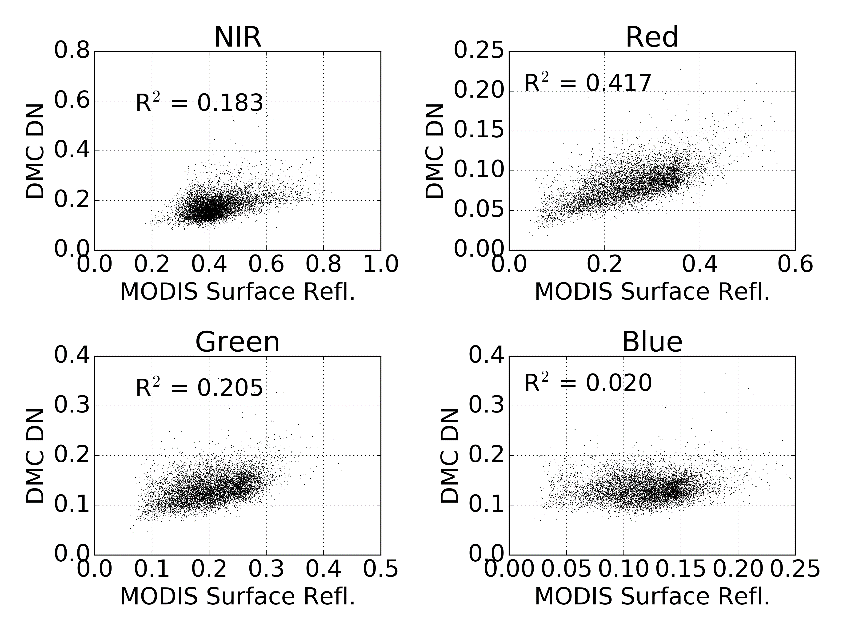 NIR
0.8
0.6
0.4
0.2
0.0
DMC DN
R² = 0.183
0.0 0.2 0.4 0.6 0.8 1.0
MODIS Surface Refl.
Red
0.25
0.20
0.15
0.10
0.05
0.00
DMC DN
R² = 0.417
0.0 0.2 0.4 0.6
MODIS Surface Refl.
Green
0.4
0.3
0.2
0.1
0.0
DMC DN
R² = 0.205
0.0 0.1 0.2 0.3 0.4 0.5
MODIS Surface Refl.
Blue
0.4
0.3
0.2
0.1
0.0
DMC DN
R² = 0.020
0.00 0.05 0.10 0.15 0.20 0.25
MODIS Surface Refl.